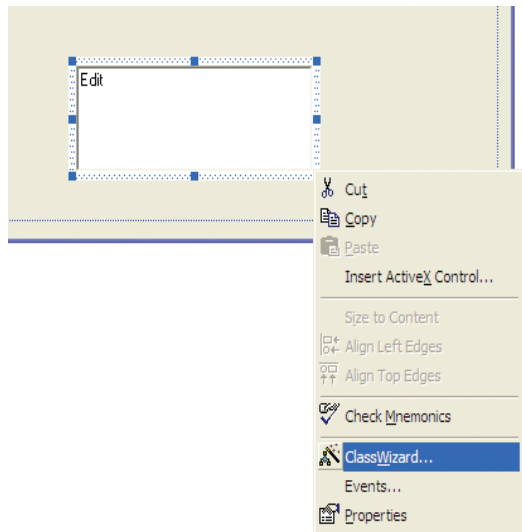 Edit
Cut
Copy
Paste
Insert ActiveX Control...
Size to Content
Align Left Edges
Align Top Edges
Check Mnemonics
ClassWizard...
Events...
Properties